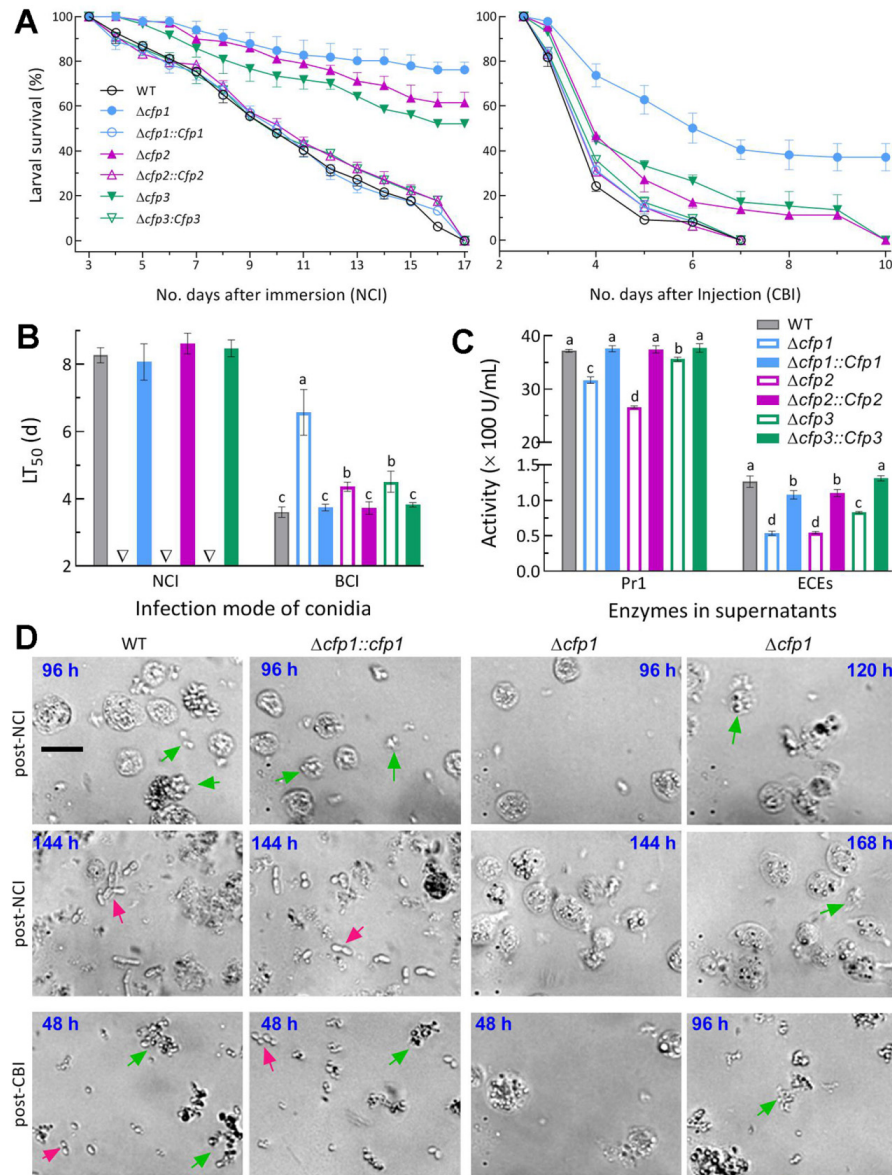 A
Larval survival (%)
100
80
60
40
20
0
WT
Δcfp1
Δcfp1::Cfp1
Δcfp2
Δcfp2::Cfp2
Δcfp3
Δcfp3:Cfp3
3 5 7 9 11 13 15 17
No. days after immersion (NCI)
100
80
60
40
20
0
2 4 6 8 10
No. days after Injection (CBI)
B
LT50 (d)
8
6
4
2
a
c c b c b c
NCI BCI
Infection mode of conidia
C
Activity (× 100 U/mL)
40
30
20
1.5
1.0
0.5
0.0
a c a d a b a
a d b d b c a
Pr1 ECEs
Enzymes in supernatants
WT
Δcfp1
Δcfp1::Cfp1
Δcfp2
Δcfp2::Cfp2
Δcfp3
Δcfp3::Cfp3
D
WT Δcfp1::cfp1 Δcfp1 Δcfp1
post-NCI
96 h 96 h 96 h 120 h
post-NCI
144 h 144 h 144 h 168 h
post-CBI
48 h 48 h 48 h 96 h